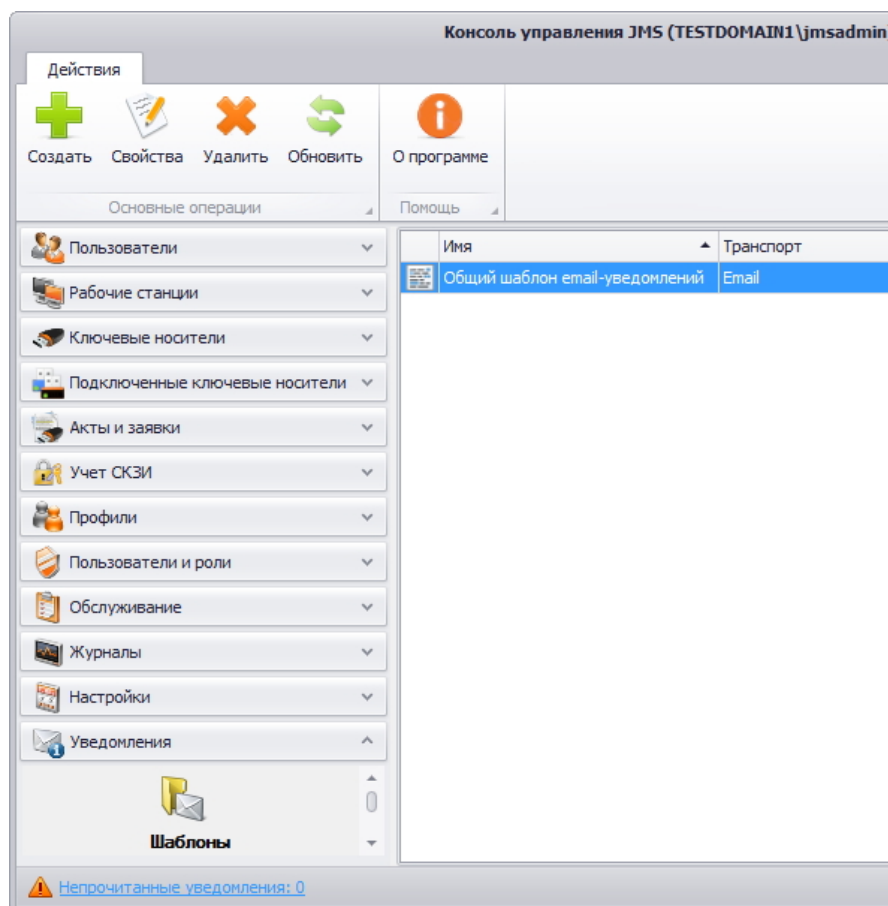 Консоль управления JMS (TESTDOMAIN1\jmsadmin
Действия
Создать Свойства Удалить Обновить О программе
Основные операции Помощь
Пользователи
Рабочие станции
Ключевые носители
Подключенные ключевые носители
Акты и заявки
Учет СКЗИ
Профили
Пользователи и роли
Обслуживание
Журналы
Настройки
Уведомления
Шаблоны
Имя Транспорт
Общий шаблон email-уведомлений Email
Непрочитанные уведомления: 0